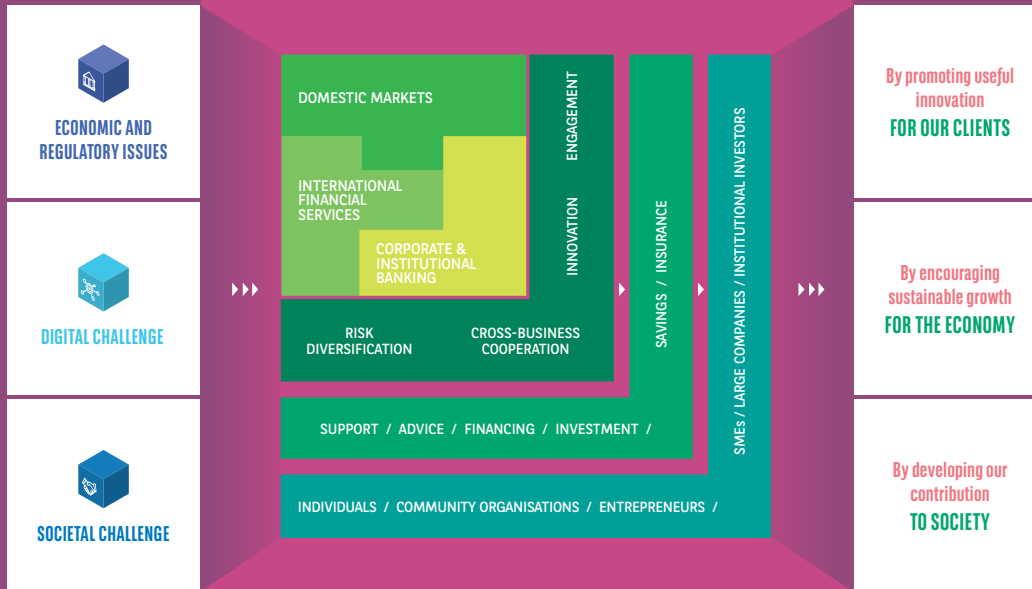 ECONOMIC AND
REGULATORY ISSUES
DIGITAL CHALLENGE
SOCIETAL CHALLENGE
DOMESTIC MARKETS
INTERNATIONAL
FINANCIAL
SERVICES
CORPORATE &
INSTITUTIONAL
BANKING
INNOVATION ENGAGEMENT
RISK
DIVERSIFICATION
CROSS-BUSINESS
COOPERATION
SUPPORT / ADVICE / FINANCING / INVESTMENT /
SAVINGS / INSURANCE
INDIVIDUALS / COMMUNITY ORGANISATIONS / ENTREPRENEURS /
SMEs / LARGE COMPANIES / INSTITUTIONAL INVESTORS
By promoting useful
innovation
FOR OUR CLIENTS
By encouraging
sustainable growth
FOR THE ECONOMY
By developing our
contribution
TO SOCIETY